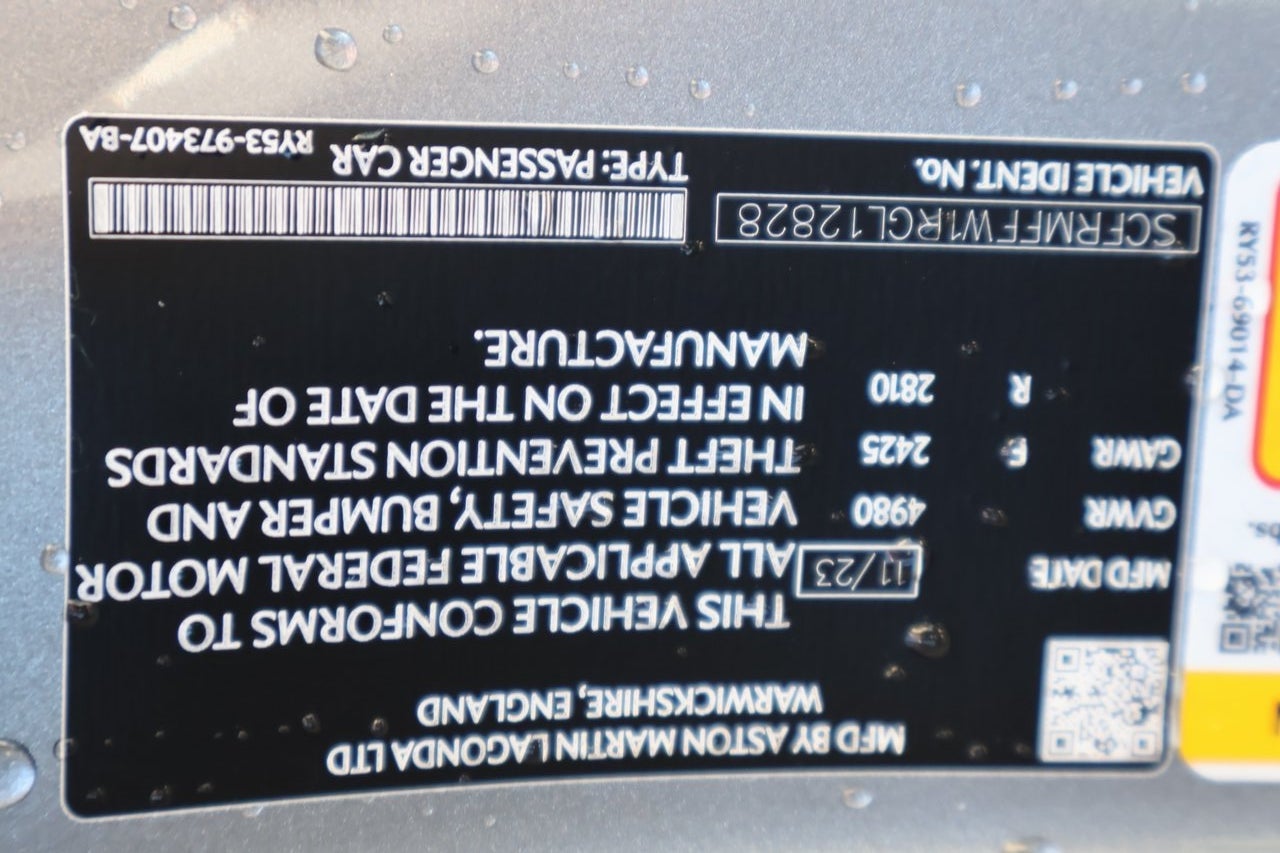 MFD BY ASTON MARTIN LAGONDA LTD
WARWICKSHIRE, ENGLAND
MFD DATE 11/23
GVWR 4980
GAWR F 2425
R 2810
THIS VEHICLE CONFORMS TO
ALL APPLICABLE FEDERAL MOTOR
VEHICLE SAFETY, BUMPER AND
THEFT PREVENTION STANDARDS
IN EFFECT ON THE DATE OF
MANUFACTURE.
SCFRMFFW1RGL12828
VEHICLE IDENT. No.
TYPE: PASSENGER CAR
RY53-973407-BA
RY53-69014-DA